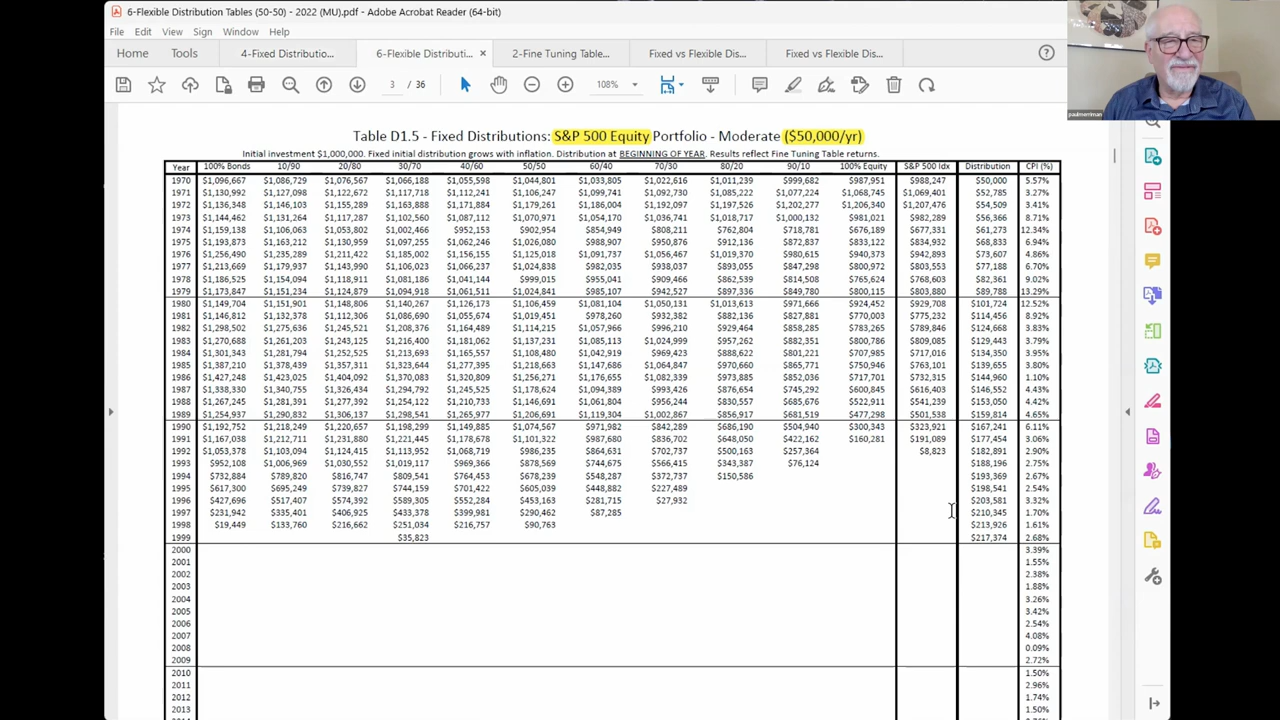 6-Flexible Distribution Tables (50-50) - 2022 (MU).pdf - Adobe Acrobat Reader (64-bit)
File Edit View Sign Window Help
Home Tools 4-Fixed Distributio... 6-Flexible Distributi... × 2-Fine Tuning Table... Fixed vs Flexible Dis... Fixed vs Flexible Dis...
3 / 36 108%
paulmerriman
Table D1.5 - Fixed Distributions: S&P 500 Equity Portfolio - Moderate ($50,000/yr)
Initial investment $1,000,000. Fixed initial distribution grows with inflation. Distribution at BEGINNING OF YEAR. Results reflect Fine Tuning Table returns.
Year 100% Bonds 10/90 20/80 30/70 40/60 50/50 60/40 70/30 80/20 90/10 100% Equity S&P 500 Idx Distribution CPI (%)
1970 $1,096,667 $1,086,729 $1,076,567 $1,066,188 $1,055,598 $1,044,801 $1,033,805 $1,022,616 $1,011,239 $999,682 $987,951 $988,247 $50,000 5.57%
1971 $1,130,992 $1,127,098 $1,122,672 $1,117,718 $1,112,241 $1,106,247 $1,099,741 $1,092,730 $1,085,222 $1,077,224 $1,068,745 $1,069,401 $52,785 3.27%
1972 $1,136,348 $1,146,103 $1,155,289 $1,163,888 $1,171,884 $1,179,261 $1,186,004 $1,192,097 $1,197,526 $1,202,277 $1,206,340 $1,207,476 $54,509 3.41%
1973 $1,144,462 $1,131,264 $1,117,287 $1,102,560 $1,087,112 $1,070,971 $1,054,170 $1,036,741 $1,018,717 $1,000,132 $981,021 $982,289 $56,366 8.71%
1974 $1,159,138 $1,106,063 $1,053,802 $1,002,466 $952,153 $902,954 $854,949 $808,211 $762,804 $718,781 $676,189 $677,331 $61,273 12.34%
1975 $1,193,873 $1,163,212 $1,130,959 $1,097,255 $1,062,246 $1,026,080 $988,907 $950,876 $912,136 $872,837 $833,122 $834,932 $68,833 6.94%
1976 $1,256,490 $1,235,289 $1,211,422 $1,185,002 $1,156,155 $1,125,018 $1,091,737 $1,056,467 $1,019,370 $980,615 $940,373 $942,893 $73,607 4.86%
1977 $1,213,669 $1,179,937 $1,143,990 $1,106,023 $1,066,237 $1,024,838 $982,035 $938,037 $893,055 $847,298 $800,972 $803,553 $77,188 6.70%
1978 $1,186,525 $1,154,094 $1,118,911 $1,081,186 $1,041,144 $999,015 $955,041 $909,466 $862,539 $814,508 $765,624 $768,603 $82,361 9.02%
1979 $1,173,847 $1,151,234 $1,124,879 $1,094,918 $1,061,511 $1,024,841 $985,107 $942,527 $897,336 $849,780 $800,115 $803,880 $89,788 13.29%
1980 $1,149,704 $1,151,901 $1,148,806 $1,140,267 $1,126,173 $1,106,459 $1,081,104 $1,050,131 $1,013,613 $971,666 $924,452 $929,708 $101,724 12.52%
1981 $1,146,812 $1,132,378 $1,112,306 $1,086,690 $1,055,674 $1,019,451 $978,260 $932,382 $882,136 $827,881 $770,003 $775,232 $114,456 8.92%
1982 $1,298,502 $1,275,636 $1,245,521 $1,208,376 $1,164,489 $1,114,215 $1,057,966 $996,210 $929,464 $858,285 $783,265 $789,846 $124,668 3.83%
1983 $1,270,688 $1,261,203 $1,243,125 $1,216,400 $1,181,062 $1,137,231 $1,085,113 $1,024,999 $957,262 $882,351 $800,786 $809,085 $129,443 3.79%
1984 $1,301,343 $1,281,794 $1,252,525 $1,213,693 $1,165,557 $1,108,480 $1,042,919 $969,423 $888,622 $801,221 $707,985 $717,016 $134,350 3.95%
1985 $1,387,210 $1,378,439 $1,357,311 $1,323,644 $1,277,395 $1,218,663 $1,147,686 $1,064,847 $970,660 $865,771 $750,946 $763,101 $139,655 3.80%
1986 $1,427,248 $1,425,102 $1,404,092 $1,370,083 $1,320,809 $1,256,271 $1,176,655 $1,082,339 $973,885 $852,036 $717,701 $732,315 $144,960 1.10%
1987 $1,338,330 $1,340,755 $1,326,434 $1,294,792 $1,245,525 $1,178,624 $1,094,389 $993,426 $876,654 $745,292 $600,845 $616,403 $146,552 4.43%
1988 $1,267,245 $1,281,391 $1,277,392 $1,254,122 $1,210,733 $1,146,691 $1,061,804 $956,244 $830,557 $685,676 $522,911 $541,239 $153,050 4.42%
1989 $1,254,937 $1,290,832 $1,306,137 $1,298,541 $1,265,977 $1,206,691 $1,119,304 $1,002,867 $856,917 $681,519 $477,298 $501,538 $159,814 4.65%
1990 $1,192,752 $1,218,249 $1,220,657 $1,198,299 $1,149,885 $1,074,567 $971,982 $842,289 $686,190 $504,940 $300,343 $323,921 $167,241 6.11%
1991 $1,167,038 $1,212,711 $1,231,880 $1,221,445 $1,178,678 $1,101,322 $987,680 $836,702 $648,050 $422,162 $160,281 $191,089 $177,454 3.06%
1992 $1,053,378 $1,103,094 $1,124,415 $1,113,952 $1,068,771 $986,235 $864,631 $702,737 $500,163 $257,364 $8,823 $182,891 2.90%
1993 $952,108 $1,006,969 $1,030,552 $1,019,117 $969,366 $878,569 $744,675 $566,415 $343,387 $76,124 $188,196 2.75%
1994 $732,884 $789,820 $816,747 $809,541 $764,453 $678,239 $548,287 $372,737 $150,586 $193,369 2.67%
1995 $617,300 $695,249 $739,827 $744,159 $701,422 $605,039 $448,882 $227,489 $198,541 2.54%
1996 $427,696 $517,407 $574,392 $589,305 $552,284 $453,163 $281,715 $27,932 $203,581 3.32%
1997 $231,942 $335,401 $406,925 $433,378 $399,981 $290,462 $87,285 $210,345 1.70%
1998 $19,449 $133,760 $216,662 $251,034 $216,757 $90,763 $213,926 1.61%
1999 $35,823 $217,374 2.68%
2000 3.39%
2001 1.55%
2002 2.38%
2003 1.88%
2004 3.26%
2005 3.42%
2006 2.54%
2007 4.08%
2008 0.09%
2009 2.72%
2010 1.50%
2011 2.96%
2012 1.74%
2013 1.50%